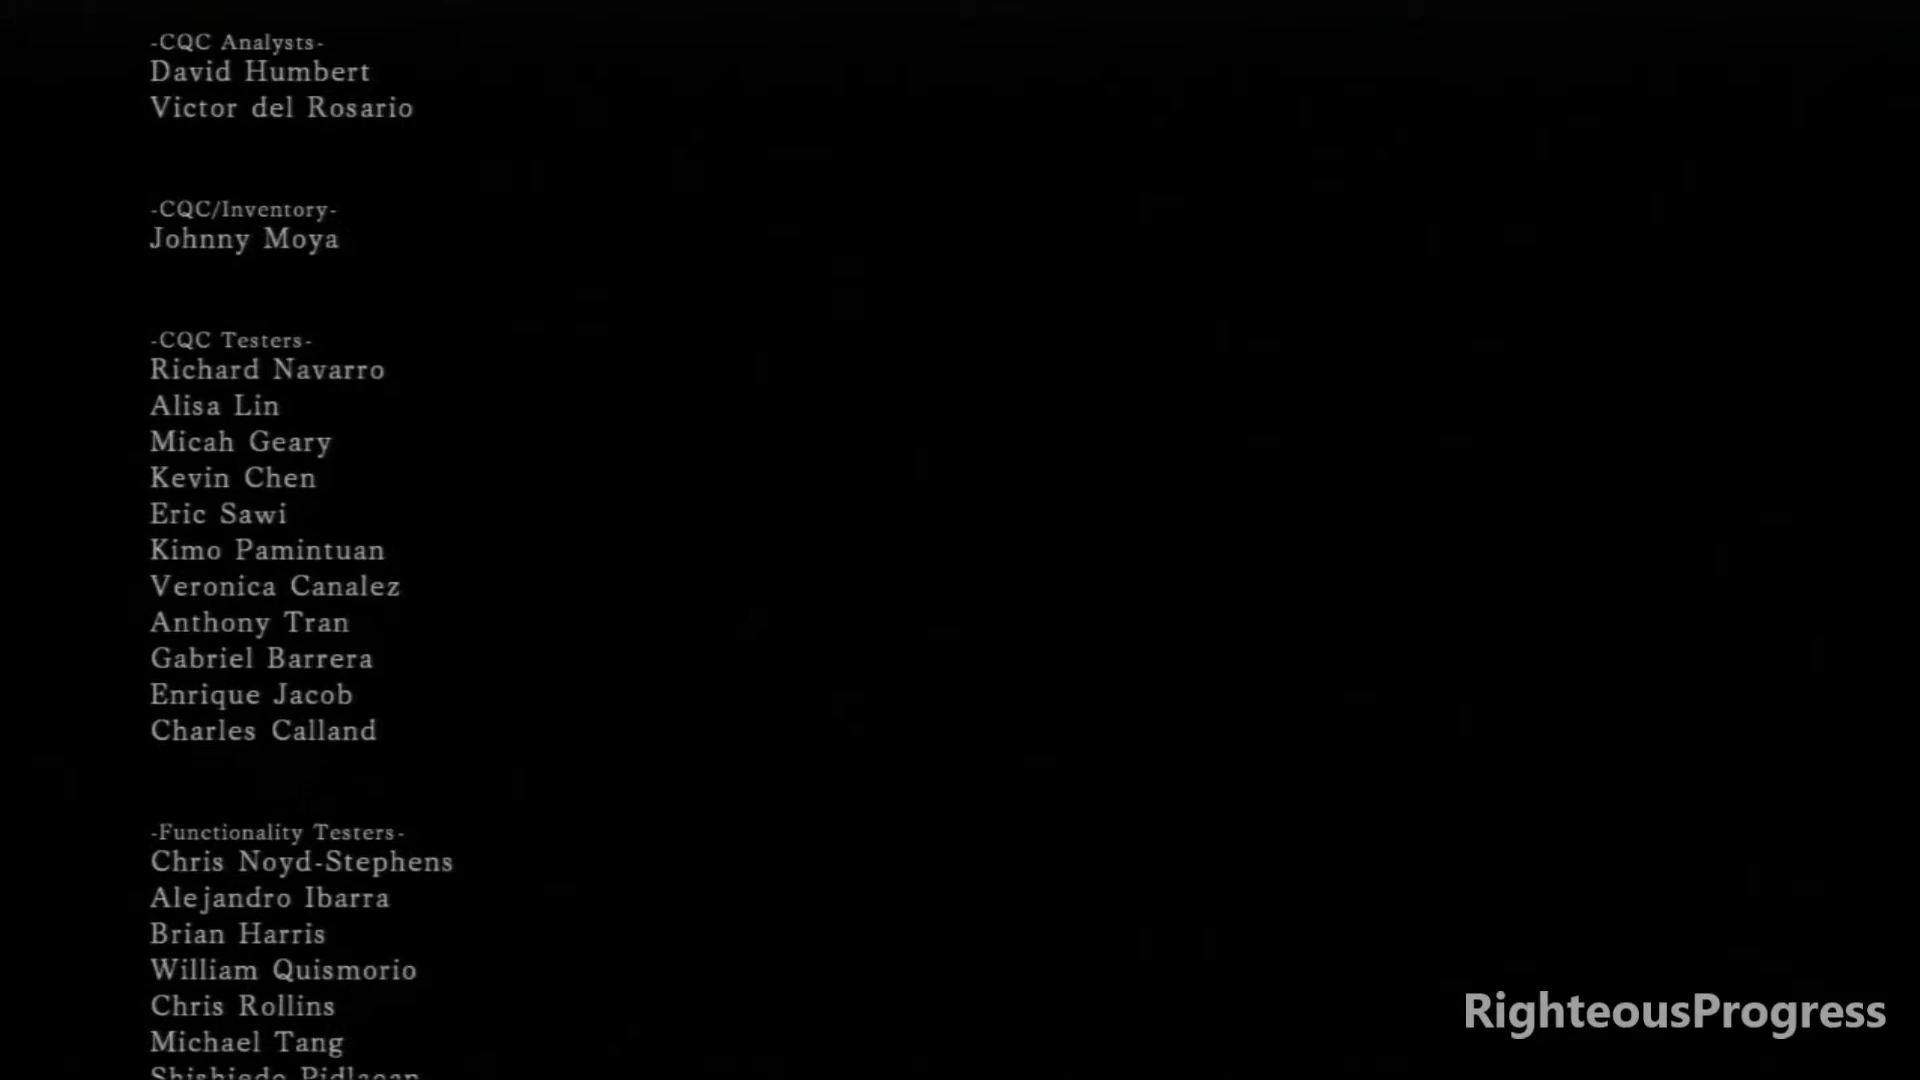 -CQC Analysts-
David Humbert
Victor del Rosario
-CQC/Inventory-
Johnny Moya
-CQC Testers-
Richard Navarro
Alisa Lin
Micah Geary
Kevin Chen
Eric Sawi
Kimo Pamintuan
Veronica Canalez
Anthony Tran
Gabriel Barrera
Enrique Jacob
Charles Calland
-Functionality Testers-
Chris Noyd-Stephens
Alejandro Ibarra
Brian Harris
William Quismorio
Chris Rollins
Michael Tang
RighteousProgress